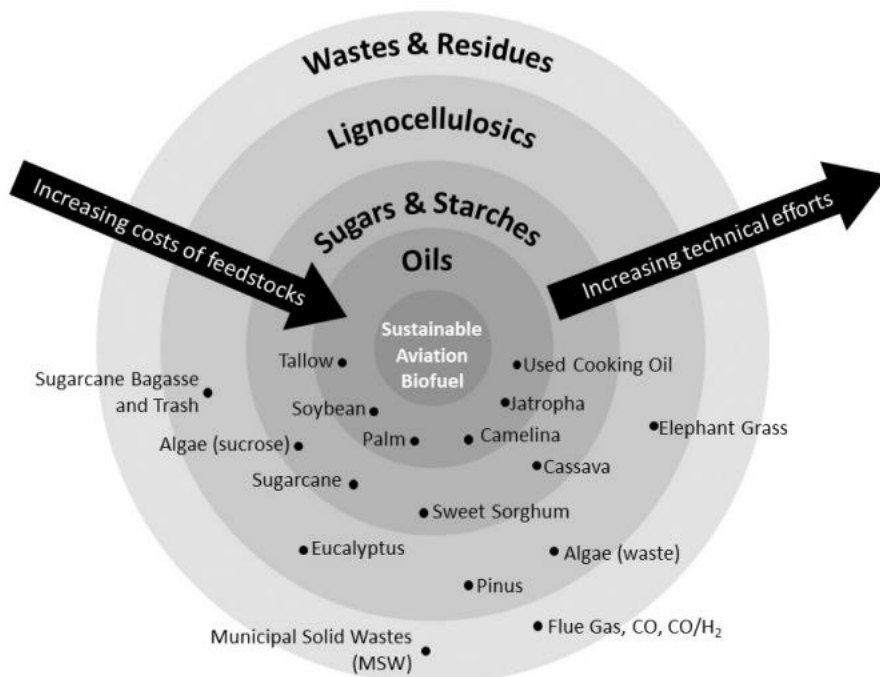 Wastes & Residues
Lignocellulosics
Sugars & Starches
Oils
Increasing costs of feedstocks
Increasing technical efforts
Sustainable
Aviation
Biofuel
Tallow
Used Cooking Oil
Sugarcane Bagasse
and Trash
Soybean
Jatropha
Algae (sucrose)
Palm
Camelina
Elephant Grass
Sugarcane
Cassava
Sweet Sorghum
Eucalyptus
Algae (waste)
Pinus
Municipal Solid Wastes
(MSW)
Flue Gas, CO, CO/H₂